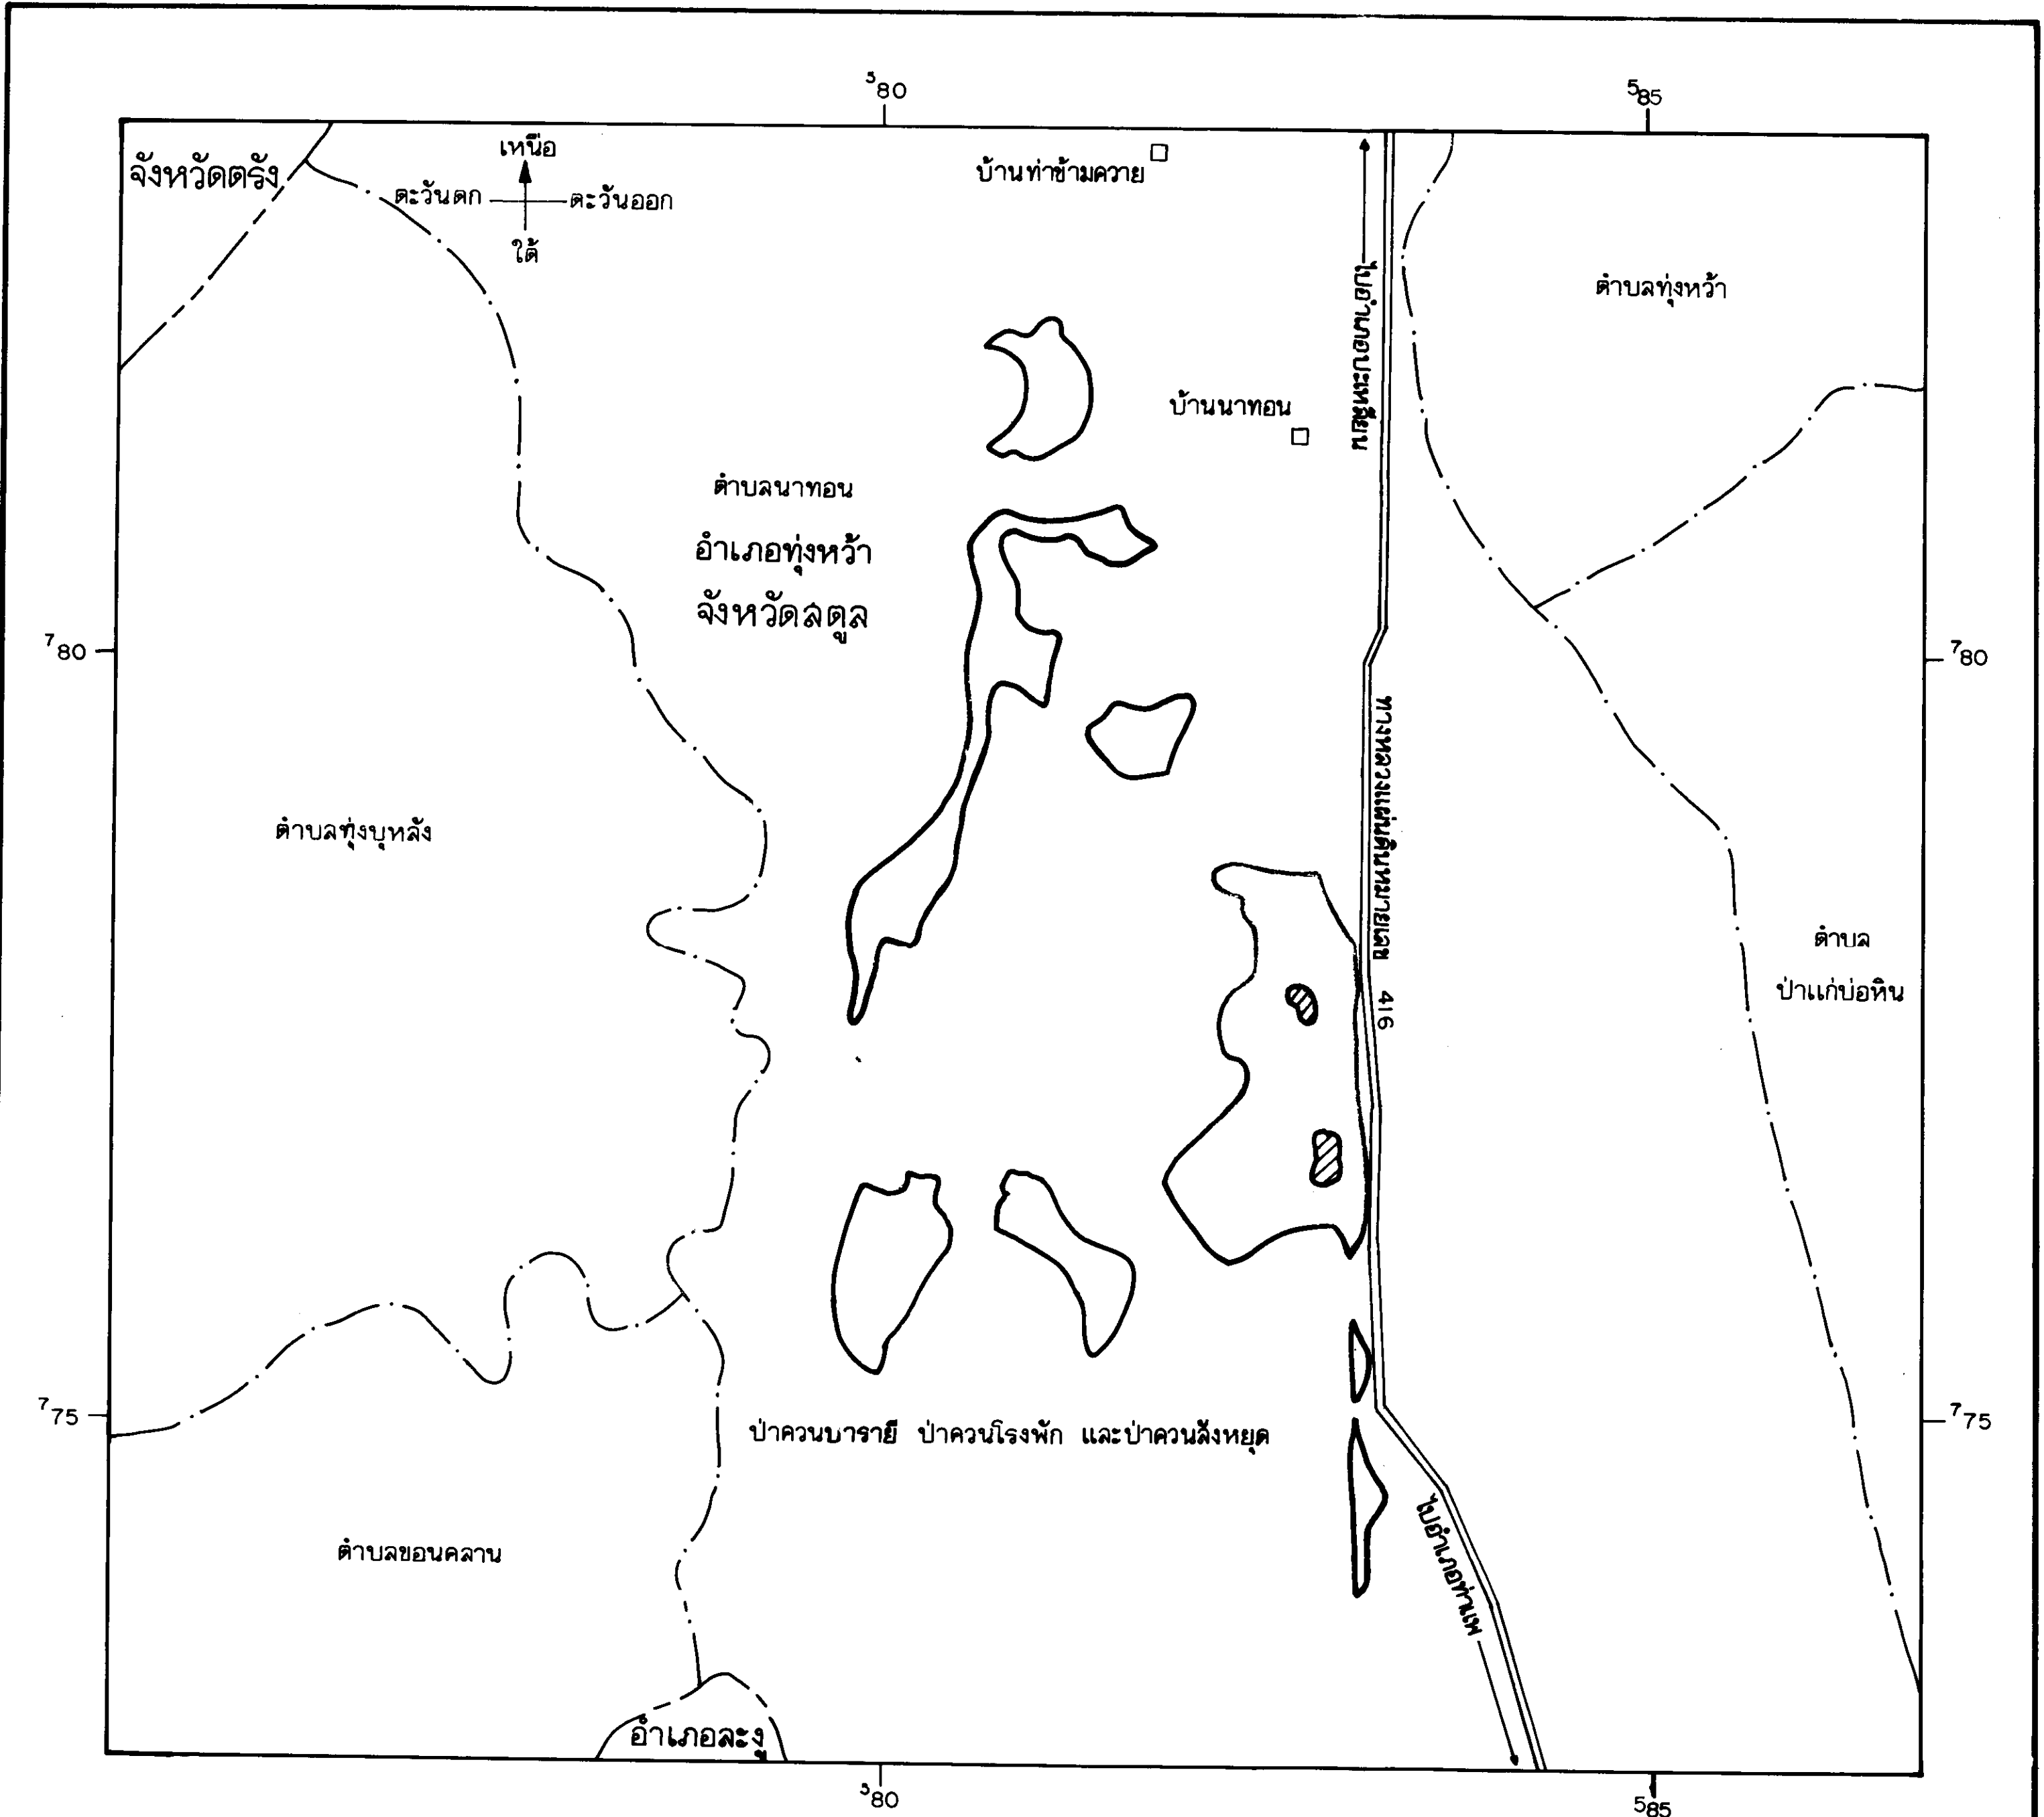 ⁵80
⁵85
จังหวัดตรัง
เหนือ
ตะวันตก
ตะวันออก
ใต้
บ้านท่าข้ามควาย
ไปอำเภอปะเหลียน
ตำบลทุ่งหว้า
บ้านนาทอน
ตำบลนาทอน
อำเภอทุ่งหว้า
จังหวัดสตูล
⁷80
⁷80
ทางหลวงแผ่นดินหมายเลข 416
ตำบลทุ่งบุหลัง
ตำบล
ป่าแก่บ่อหิน
⁷75
⁷75
ป่าควนบารายี ป่าควนโรงพัก และป่าควนสังหยุด
ไปอำเภอท่าแพ
ตำบลขอนคลาน
อำเภอละงู
⁵80
⁵85